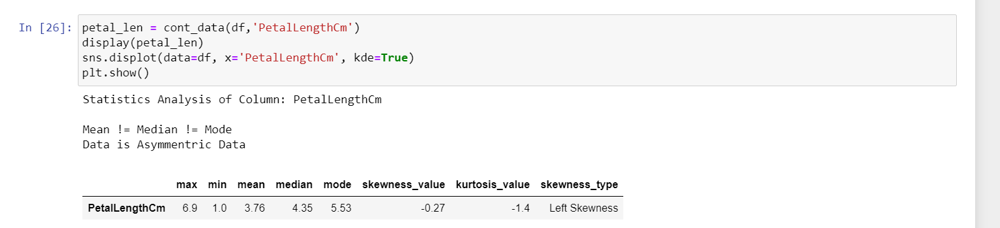 In [26]: petal_len = cont_data(df,'PetalLengthCm')
display(petal_len)
sns.displot(data=df, x='PetalLengthCm', kde=True)
plt.show()
Statistics Analysis of Column: PetalLengthCm
Mean != Median != Mode
Data is Asymmentric Data
max min mean median mode skewness_value kurtosis_value skewness_type
PetalLengthCm 6.9 1.0 3.76 4.35 5.53 -0.27 -1.4 Left Skewness